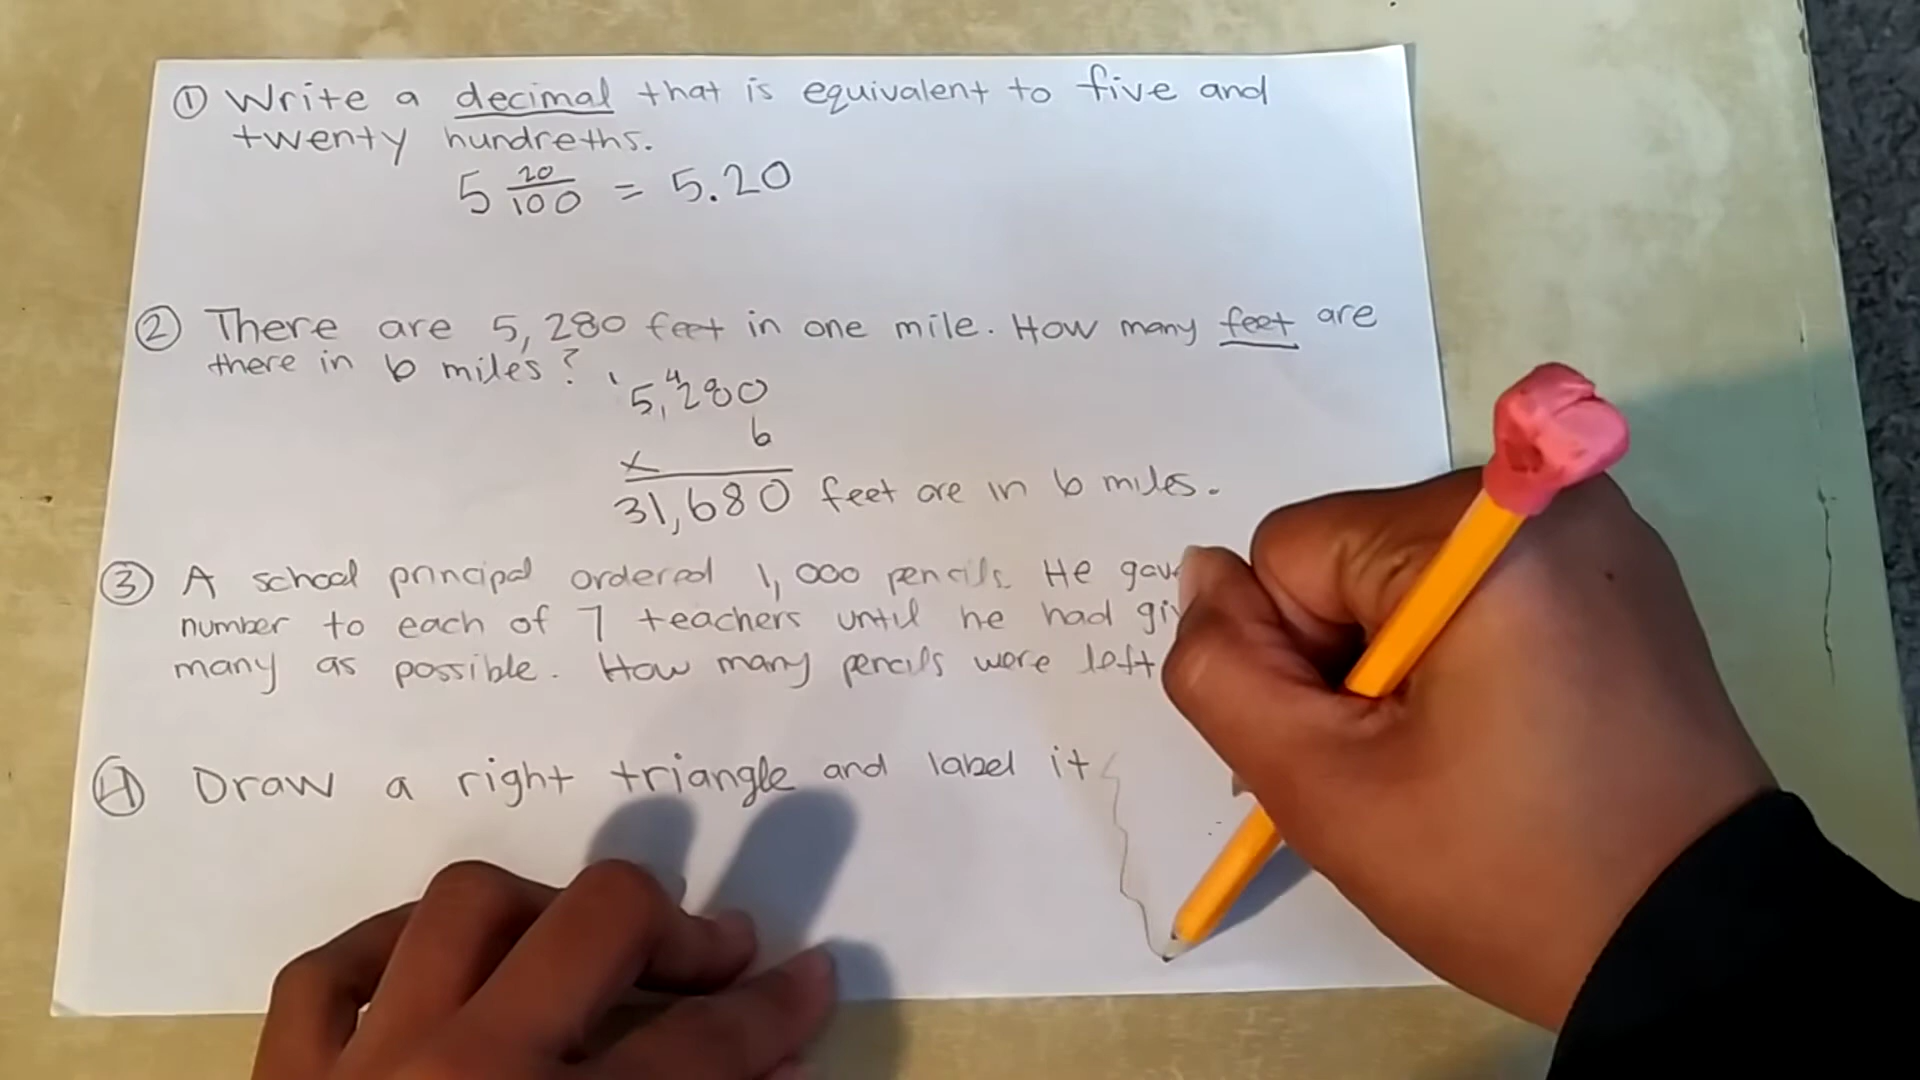 ① Write a decimal that is equivalent to five and
twenty hundreths.
5 20/100 = 5.20
② There are 5,280 feet in one mile. How many feet are
there in 6 miles?
1 4
5,280
6
x
31,680 feet are in 6 miles.
③ A school principal ordered 1,000 pencils. He gave
number to each of 7 teachers until he had
many as possible. How many pencils were left
④ Draw a right triangle and label it